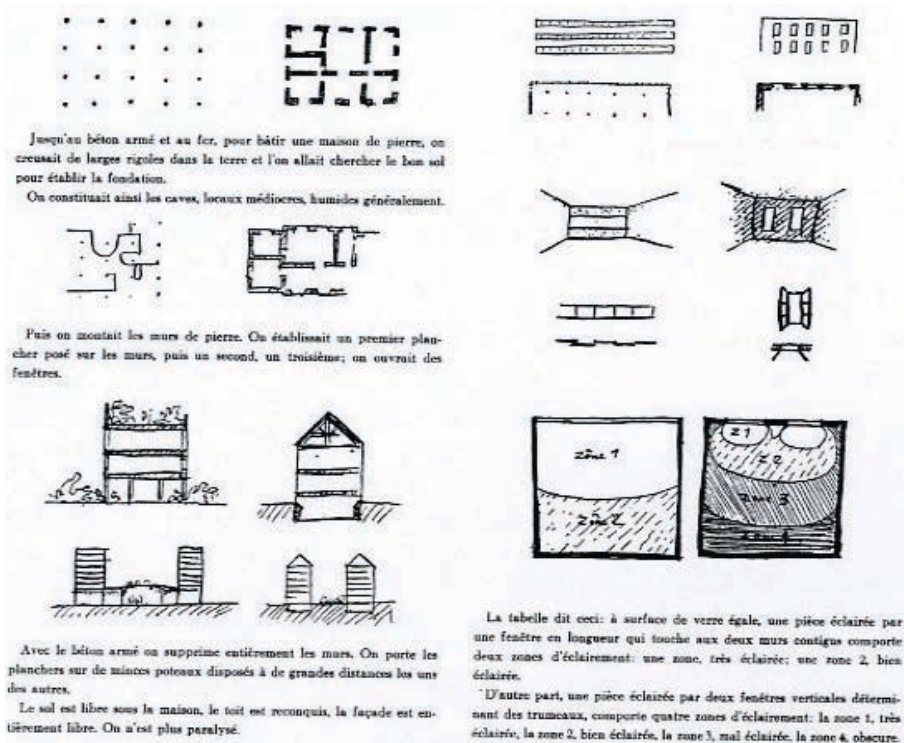 Jusqu'au béton armé et au fer, pour bâtir une maison de pierre, on
creusait de larges rigoles dans la terre et l'on allait chercher le bon sol
pour établir la fondation.
On constituait ainsi les caves, locaux médiocres, humides généralement.
Puis on montait les murs de pierre. On établissait un premier plan-
cher posé sur les murs, puis un second, un troisième; on ouvrait des
fenêtres.
Avec le béton armé on supprime entièrement les murs. On porte les
planchers sur de minces poteaux disposés à de grandes distances los uns
des autres.
Le sol est libre sous la maison, le toit est reconquis, la façade est en-
tièrement libre. On n'est plus paralysé.
zône 1
zône 2
z1
z2
zone 3
La tabelle dit ceci: à surface de verre égale, une pièce éclairée par
une fenêtre en longueur qui touche aux deux murs contigus comporte
deux zones d'éclairement: une zone, très éclairée; une zone 2, bien
éclairée.
D'autre part, une pièce éclairée par deux fenêtres verticales détermi-
nant des trumeaux, comporte quatre zones d'éclairement: la zone 1, très
éclairée, la zone 2, bien éclairée, la zone 3, mal éclairée, la zone 4, obscure.